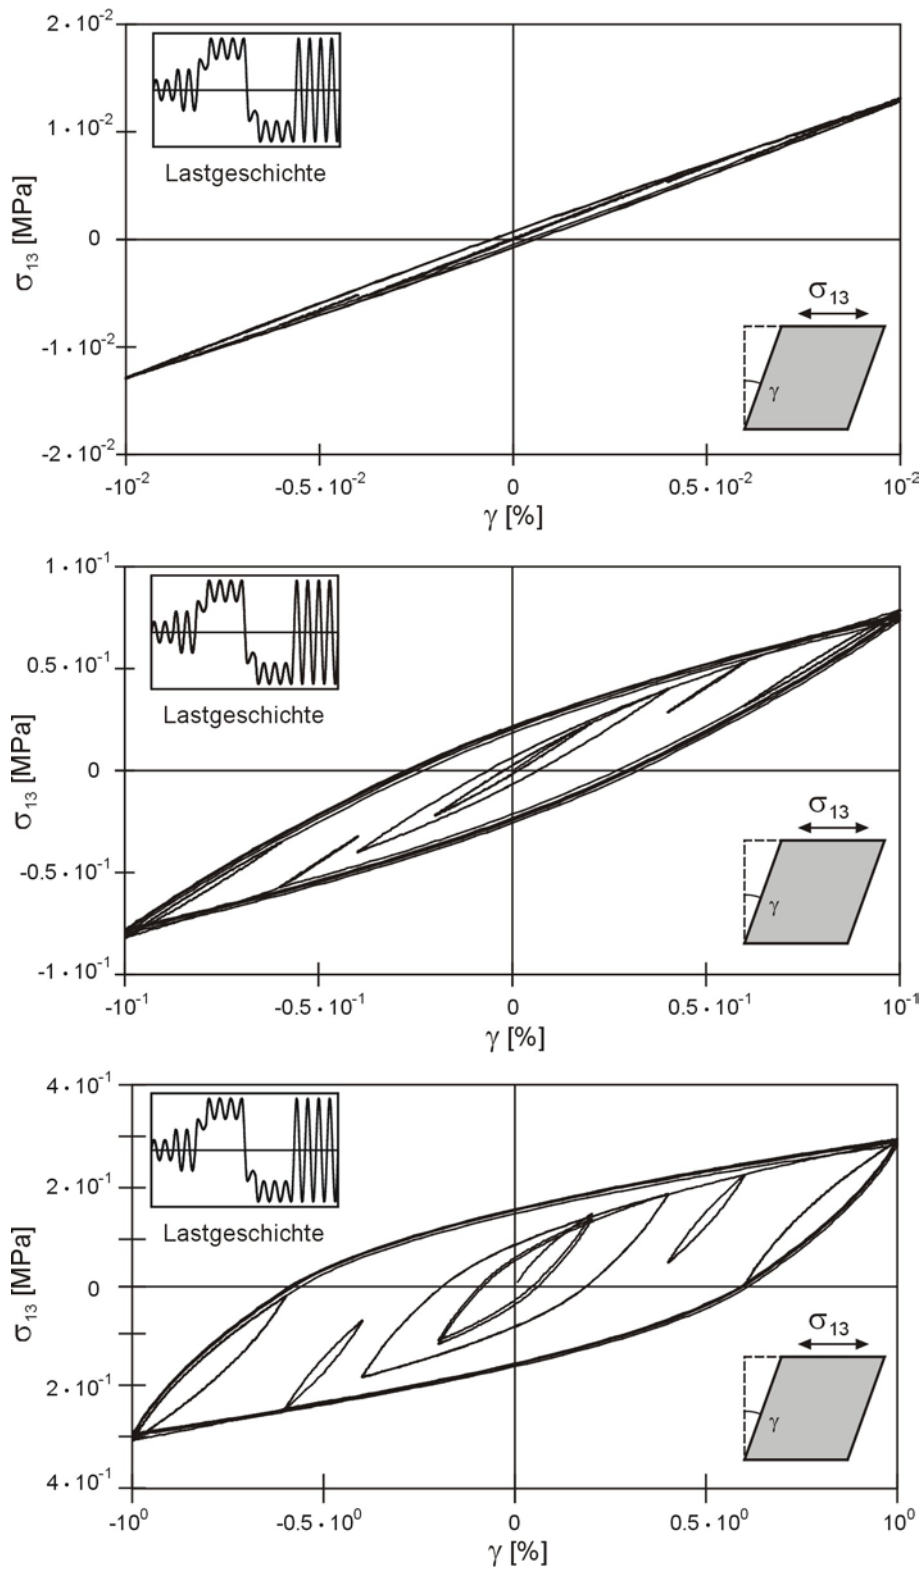 2•10⁻²
1•10⁻²
0
-1•10⁻²
-2•10⁻²
σ₁₃ [MPa]
Lastgeschichte
σ₁₃
γ
-10⁻² -0.5•10⁻² 0 0.5•10⁻² 10⁻²
γ [%]
1•10⁻¹
0.5•10⁻¹
0
-0.5•10⁻¹
-1•10⁻¹
σ₁₃ [MPa]
Lastgeschichte
σ₁₃
γ
-10⁻¹ -0.5•10⁻¹ 0 0.5•10⁻¹ 10⁻¹
γ [%]
4•10⁻¹
2•10⁻¹
0
2•10⁻¹
4•10⁻¹
σ₁₃ [MPa]
Lastgeschichte
σ₁₃
γ
-10⁰ -0.5•10⁰ 0 0.5•10⁰ 10⁰
γ [%]